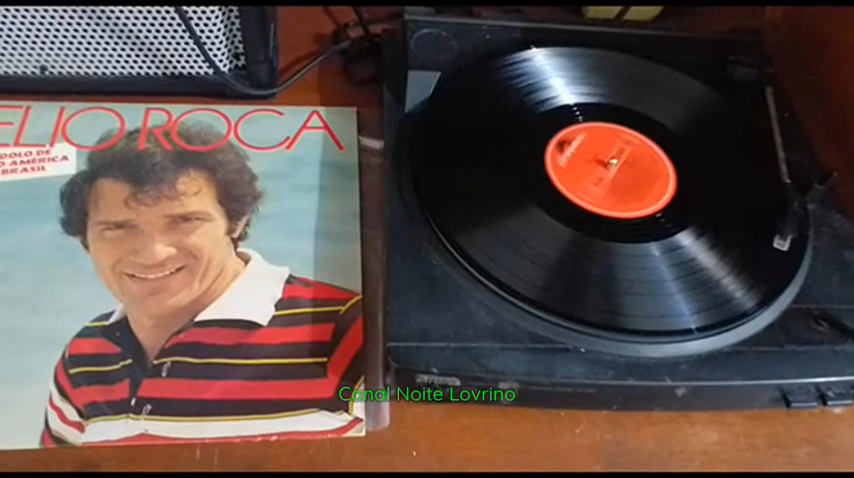 ELIO ROCA
DOLO DE
O AMÉRICA
BRASIL
Canal Noite Lovrino